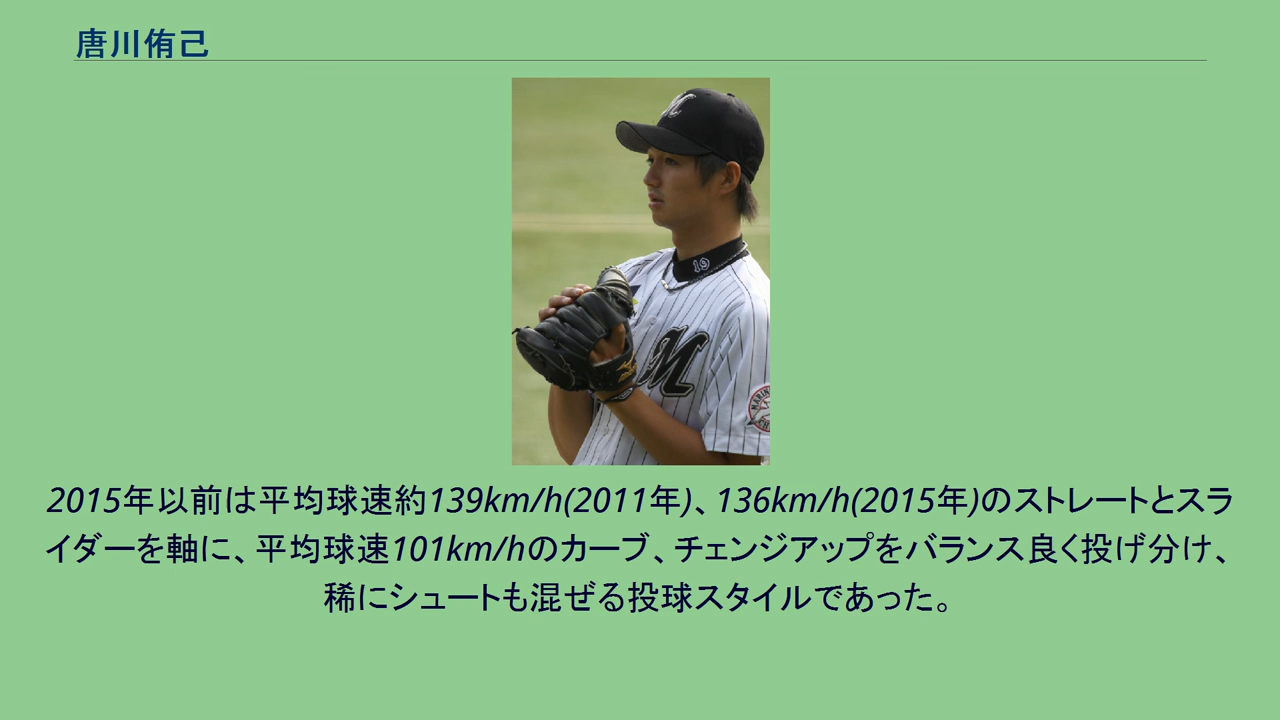 唐川侑己
M
19
M
2015年以前は平均球速約139km/h(2011年)、136km/h(2015年)のストレートとスラ
イダーを軸に、平均球速101km/hのカーブ、チェンジアップをバランス良く投げ分け、
稀にシュートも混ぜる投球スタイルであった。